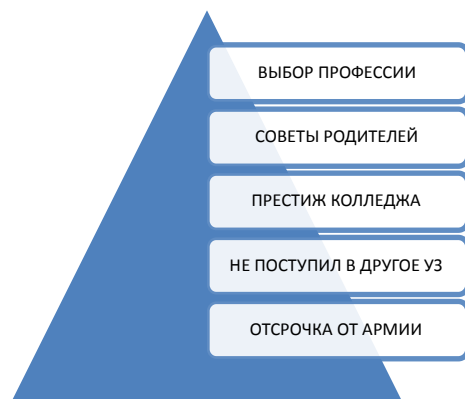 ВЫБОР ПРОФЕССИИ
СОВЕТЫ РОДИТЕЛЕЙ
ПРЕСТИЖ КОЛЛЕДЖА
НЕ ПОСТУПИЛ В ДРУГОЕ УЗ
ОТСРОЧКА ОТ АРМИИ